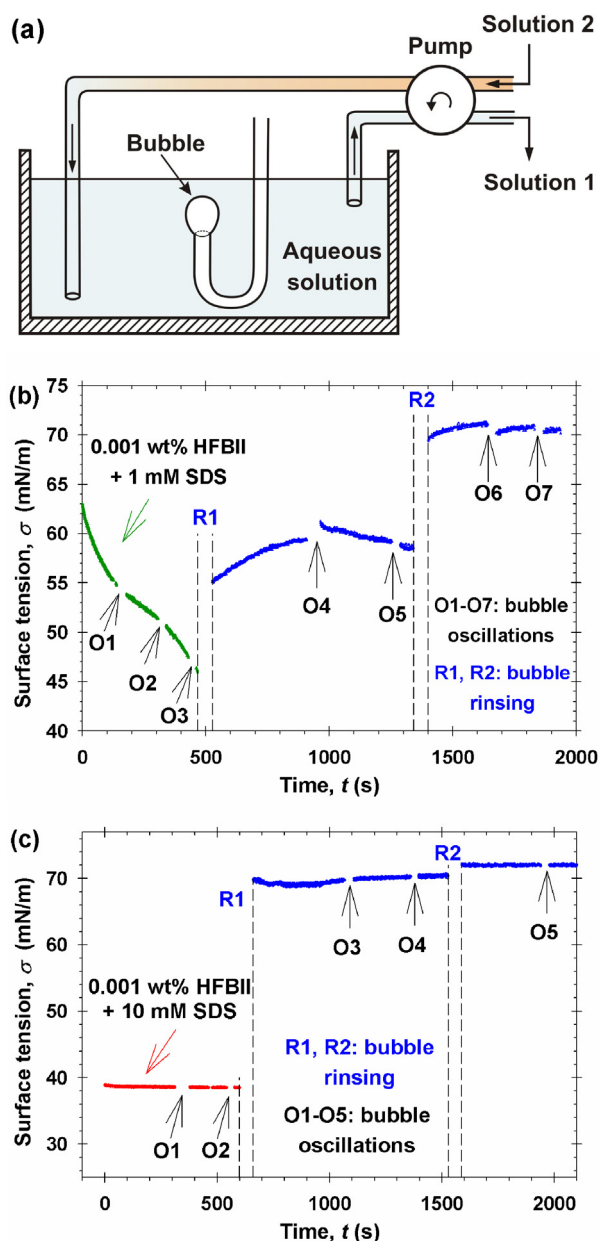 (a)
Solution 2
Pump
Bubble
Solution 1
Aqueous
solution
(b)
75
70
65
60
55
50
45
40
Surface tension, σ (mN/m)
0.001 wt% HFBII
+ 1 mM SDS
R1
R2
O1
O2
O3
O4
O5
O6
O7
O1-O7: bubble
oscillations
R1, R2: bubble
rinsing
0
500
1000
1500
2000
Time, t (s)
(c)
70
60
50
40
30
Surface tension, σ (mN/m)
R1
R2
O3
O4
O5
0.001 wt% HFBII
+ 10 mM SDS
R1, R2: bubble
rinsing
O1
O2
O1-O5: bubble
oscillations
0
500
1000
1500
2000
Time, t (s)